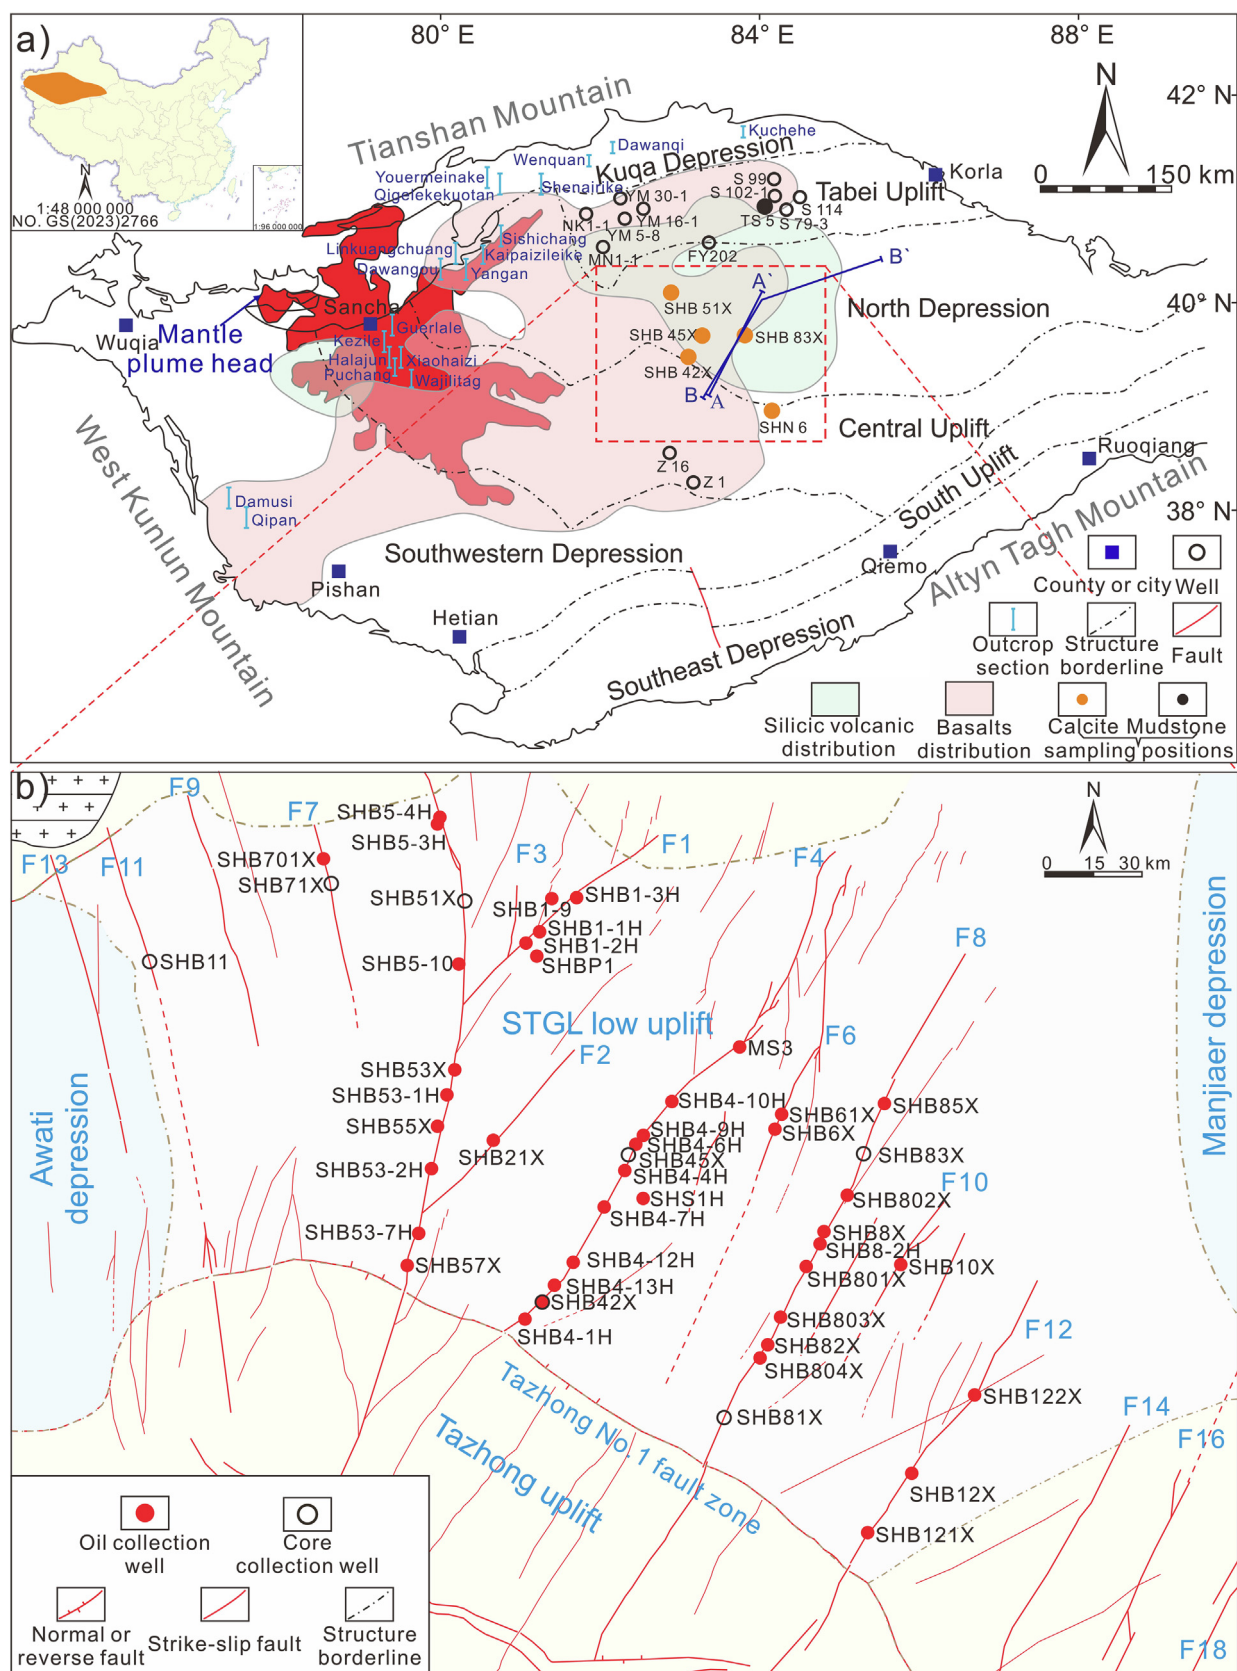 a)
80° E
84° E
88° E
42° N
40° N
38° N
N
1:48 000 000
NO. GS(2023)2766
1:96 000 000
N
150 km
0
Tianshan Mountain
Kuqa Depression
Tabei Uplift
Korla
Kuchehe
Dawanqi
Wenquan
Youermeinake
Qigelekekuotan
Shenairike
S 99
S 102-1
S 114
TS 5
S 79-3
YM 30-1
NK1-1
YM 16-1
YM 5-8
MN1-1
FY202
Sishichang
Linkuangchuang
Kaipaizileike
Dawangou
Yangan
B`
A`
Sancha
Wuqia
Mantle
plume head
Guerlale
Kezile
Halajun
Xiaohaizi
Puchang
Wajilitag
SHB 51X
SHB 45X
SHB 83X
SHB 42X
B
A
SHN 6
North Depression
Central Uplift
South Uplift
Ruoqiang
Z 16
Z 1
West Kunlun Mountain
Damusi
Qipan
Southwestern Depression
Pishan
Hetian
Qiemo
Altyn Tagh Mountain
Southeast Depression
County or city
Well
Outcrop
section
Structure
borderline
Fault
Silicic volcanic
distribution
Basalts
distribution
Calcite
Mudstone
sampling positions
b)
N
0 15 30 km
F9
F7
F13
F11
F3
F1
F4
F8
F2
F6
F10
F12
F14
F16
F18
SHB5-4H
SHB5-3H
SHB701X
SHB71X
SHB51X
SHB1-9
SHB1-3H
SHB1-1H
SHB1-2H
SHBP1
SHB11
SHB5-10
STGL low uplift
MS3
SHB53X
SHB53-1H
SHB55X
SHB21X
SHB53-2H
SHB53-7H
SHB57X
SHB4-10H
SHB4-9H
SHB4-6H
SHB45X
SHB4-4H
SHS1H
SHB4-7H
SHB4-12H
SHB4-13H
SHB42X
SHB4-1H
SHB61X
SHB6X
SHB85X
SHB83X
SHB802X
SHB8X
SHB8-2H
SHB801X
SHB10X
SHB803X
SHB82X
SHB804X
SHB81X
SHB122X
SHB12X
SHB121X
Awati
depression
Manjiaer depression
Tazhong No. 1 fault zone
Tazhong uplift
Oil collection
well
Core
collection well
Normal or
reverse fault
Strike-slip fault
Structure
borderline